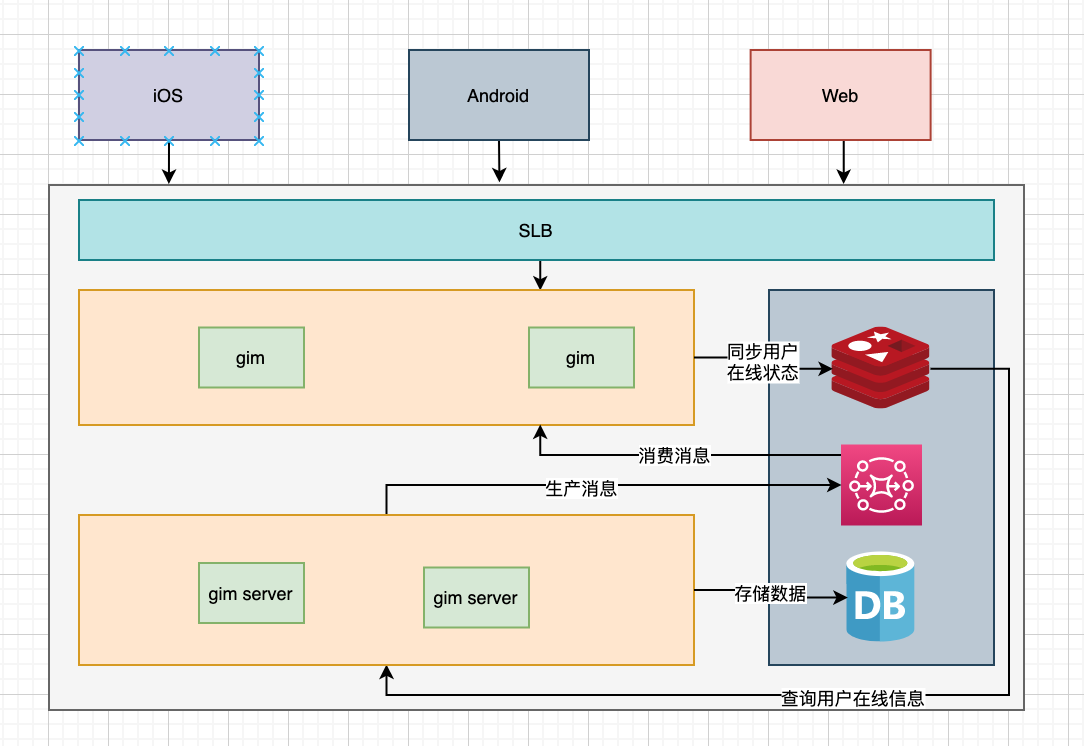 iOS
Android
Web
SLB
gim
gim
同步用户
在线状态
消费消息
生产消息
gim server
gim server
存储数据
DB
查询用户在线信息